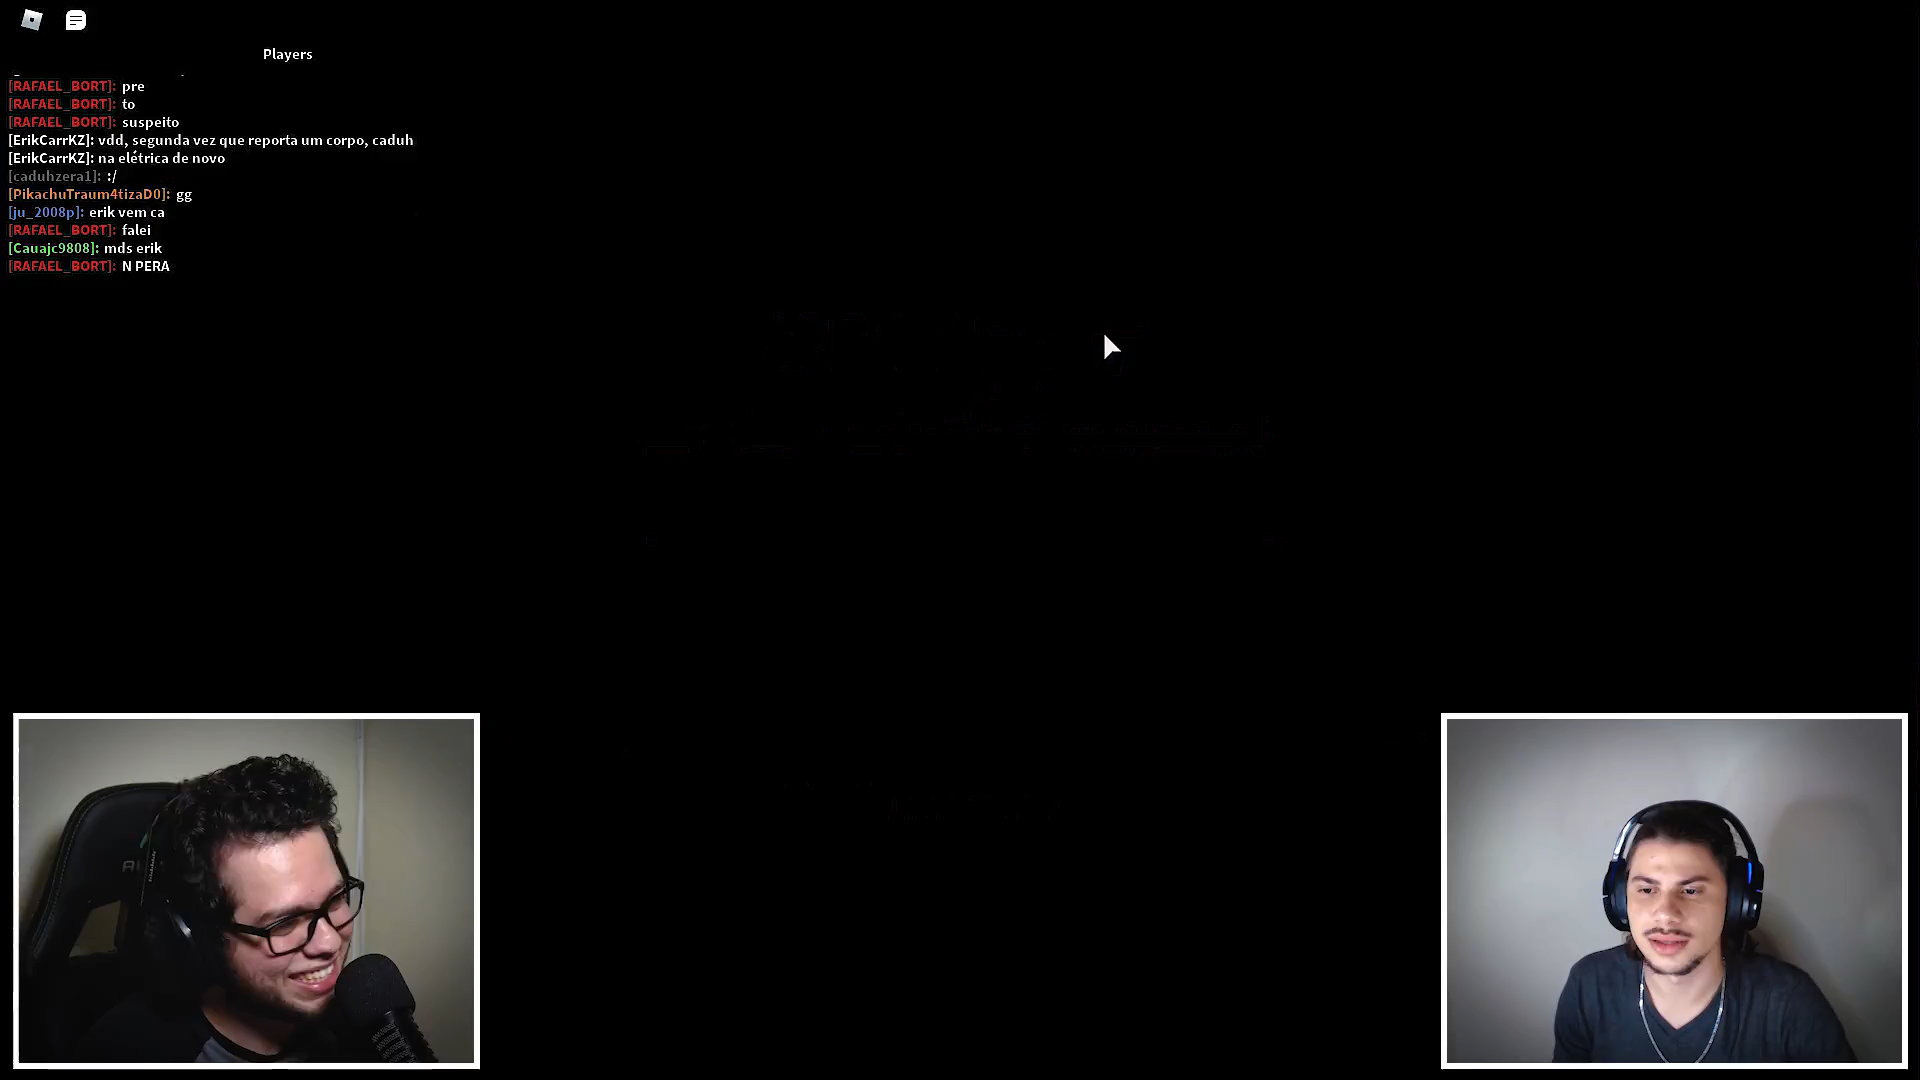 Players
[RAFAEL_BORT]: pre
[RAFAEL_BORT]: to
[RAFAEL_BORT]: suspeito
[ErikCarrKZ]: vdd, segunda vez que reporta um corpo, caduh
[ErikCarrKZ]: na elétrica de novo
[caduhzera1]: :/
[PikachuTraum4tizaD0]: gg
[ju_2008p]: erik vem ca
[RAFAEL_BORT]: falei
[Cauajc9808]: mds erik
[RAFAEL_BORT]: N PERA